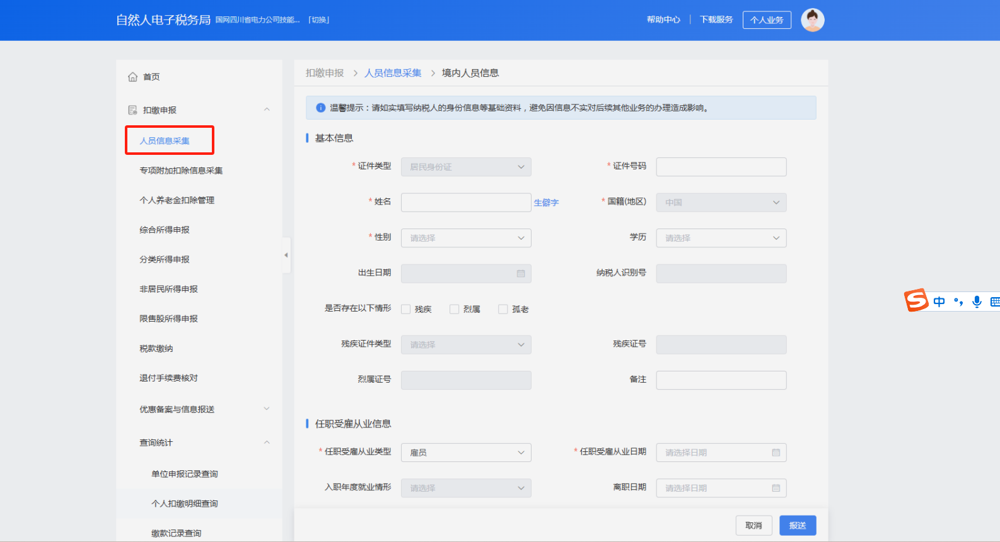 自然人电子税务局 国网四川省电力公司技能... [切换]
帮助中心 | 下载服务 个人业务
首页
扣缴申报
人员信息采集
专项附加扣除信息采集
个人养老金扣除管理
综合所得申报
分类所得申报
非居民所得申报
限售股所得申报
税款缴纳
退付手续费核对
优惠备案与信息报送
查询统计
单位申报记录查询
个人扣缴明细查询
缴款记录查询
扣缴申报 > 人员信息采集 > 境内人员信息
温馨提示：请如实填写纳税人的身份信息等基础资料，避免因信息不实对后续其他业务的办理造成影响。
基本信息
* 证件类型 居民身份证 * 证件号码
* 姓名 生僻字 * 国籍(地区) 中国
* 性别 请选择 学历 请选择
出生日期 纳税人识别号
是否存在以下情形 残疾 烈属 孤老
残疾证件类型 请选择 残疾证号
烈属证号 备注
任职受雇从业信息
* 任职受雇从业类型 雇员 * 任职受雇从业日期 请选择日期
入职年度就业情形 请选择 离职日期 请选择日期
取消 报送
S 中 °,